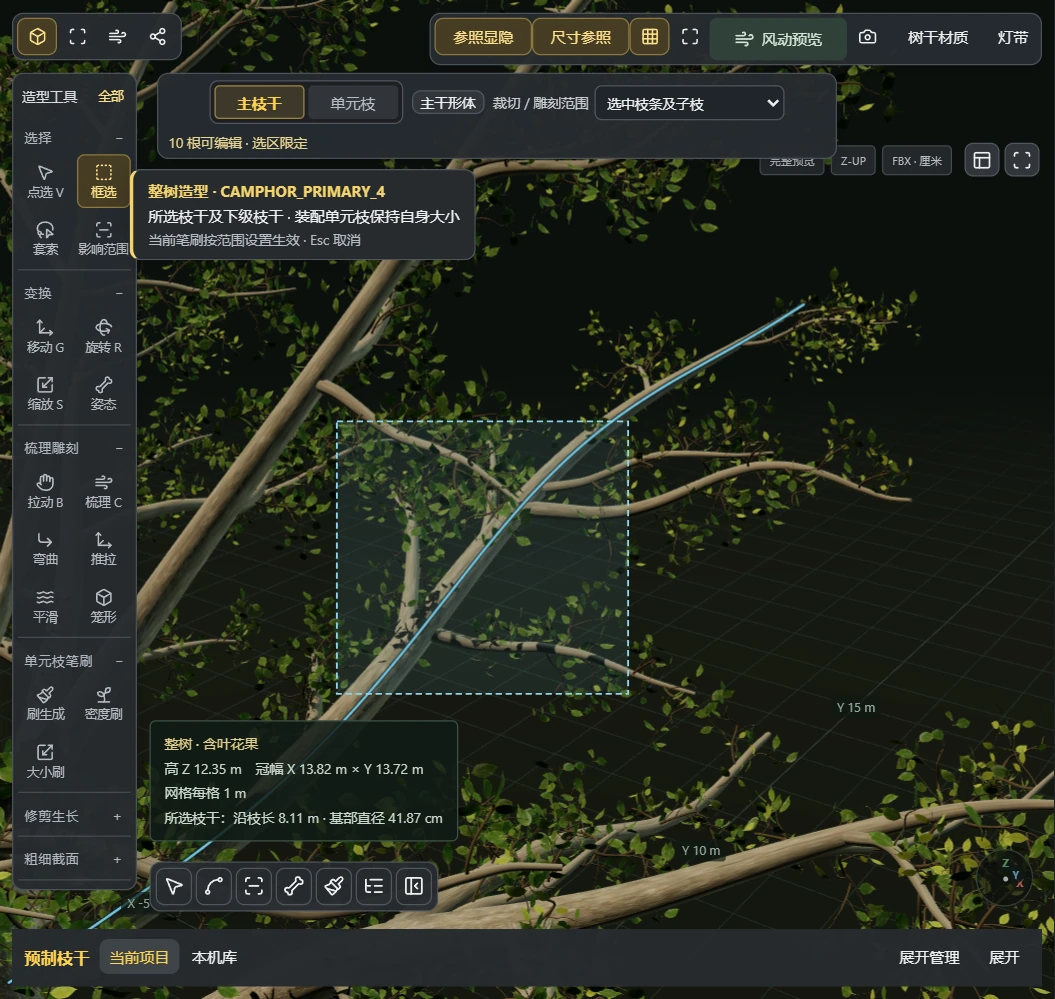 参照显隐 尺寸参照 风动预览 树干材质 灯带
造型工具 全部
主枝干 单元枝 主干形体 裁切 / 雕刻范围 选中枝条及子枝
10 根可编辑 · 选区限定
完整预览 Z-UP FBX · 厘米
选择 −
点选 V 框选
套索 影响范围
整树造型 · CAMPHOR_PRIMARY_4
所选枝干及下级枝干 · 装配单元枝保持自身大小
当前笔刷按范围设置生效 · Esc 取消
变换 −
移动 G 旋转 R
缩放 S 姿态
梳理雕刻 −
拉动 B 梳理 C
弯曲 推拉
平滑 笼形
单元枝笔刷 −
刷生成 密度刷
大小刷
修剪生长 +
粗细截面 +
Y 15 m
整树 · 含叶花果
高 Z 12.35 m 冠幅 X 13.82 m × Y 13.72 m
网格每格 1 m
所选枝干：沿枝长 8.11 m · 基部直径 41.87 cm
Y 10 m
Z
Y
X -5
预制枝干 当前项目 本机库 展开管理 展开